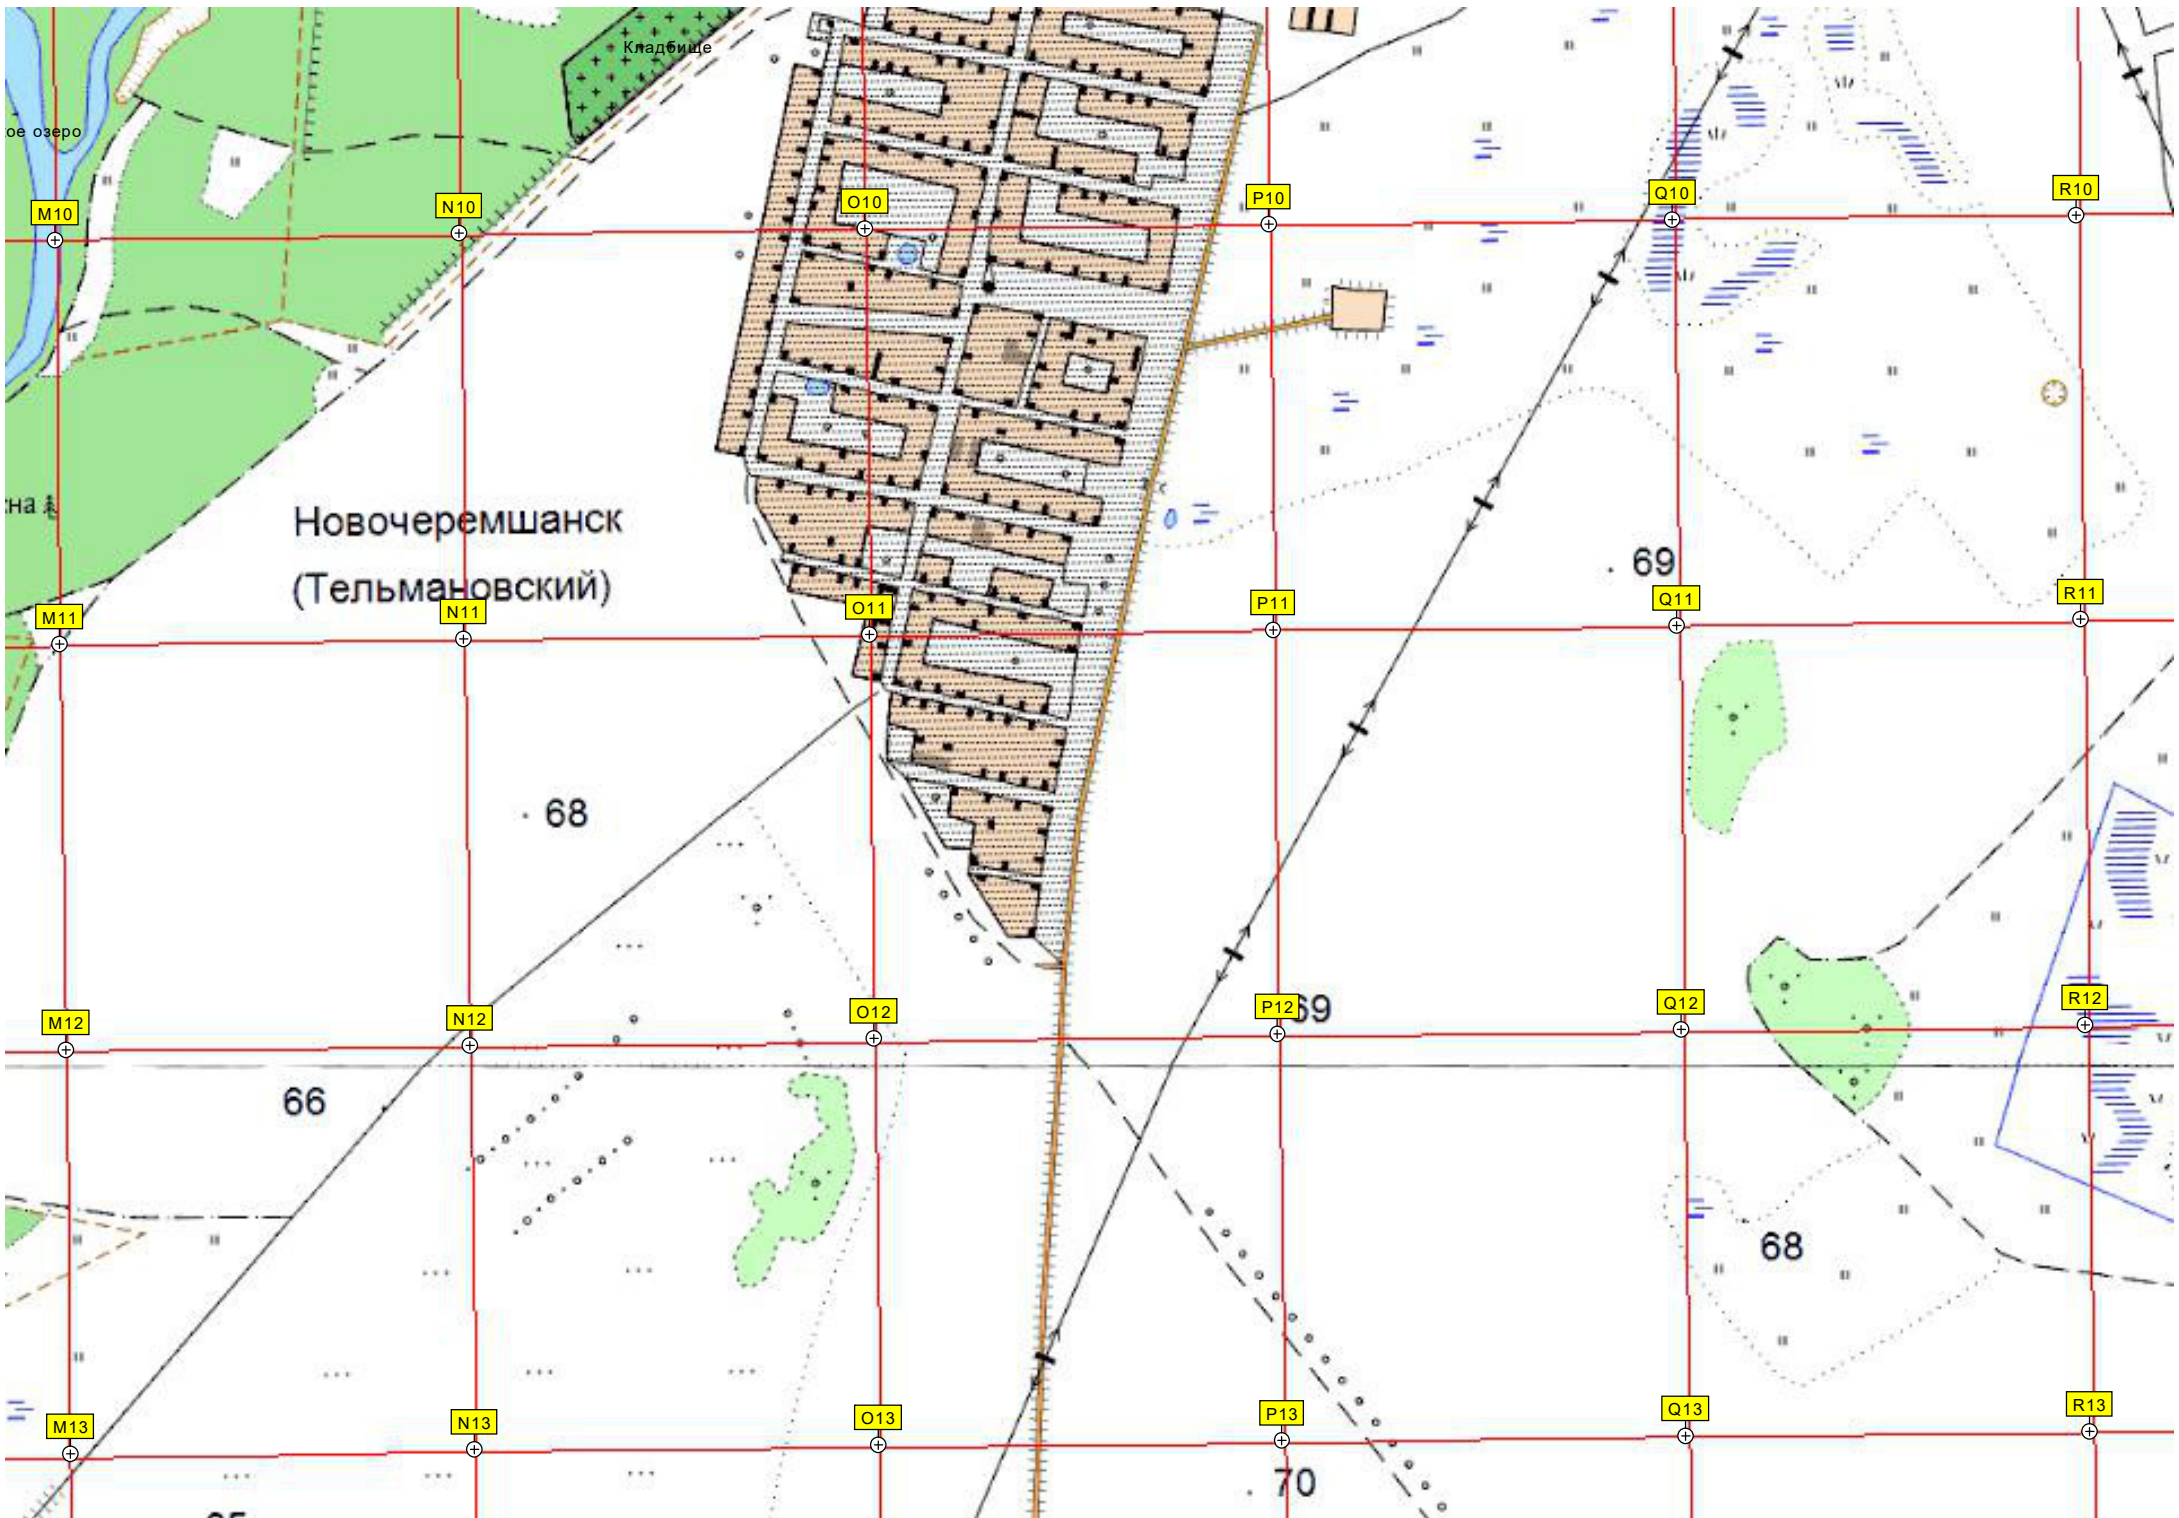 Кладбище
ое озеро
M10
N10
O10
P10
Q10
R10
на
Новочеремшанск
(Тельмановский)
69
M11
N11
O11
P11
Q11
R11
68
M12
N12
O12
P12
69
Q12
R12
66
68
M13
N13
O13
P13
Q13
R13
70